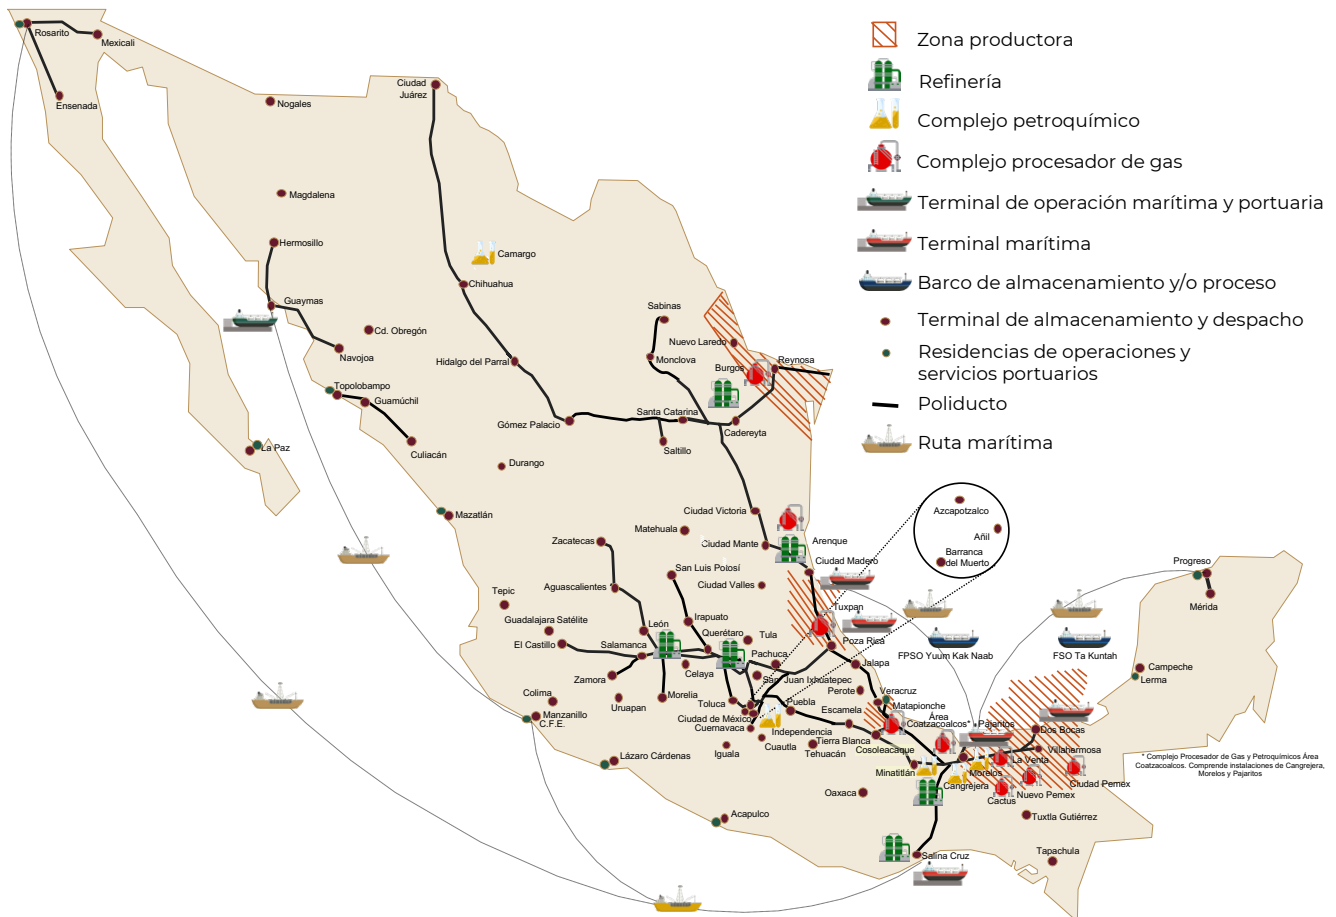 Zona productora
Refinería
Complejo petroquímico
Complejo procesador de gas
Terminal de operación marítima y portuaria
Terminal marítima
Barco de almacenamiento y/o proceso
Terminal de almacenamiento y despacho
Residencias de operaciones y
servicios portuarios
Poliducto
Ruta marítima
Rosarito
Mexicali
Ensenada
Nogales
Ciudad
Juárez
Magdalena
Hermosillo
Camargo
Chihuahua
Guaymas
Cd. Obregón
Navojoa
Sabinas
Nuevo Laredo
Monclova
Hidalgo del Parral
Burgos
Reynosa
Topolobampo
Guamúchil
Culiacán
Santa Catarina
Gómez Palacio
Cadereyta
Saltillo
La Paz
Durango
Mazatlán
Ciudad Victoria
Matehuala
Zacatecas
Ciudad Mante
Arenque
Ciudad Madero
San Luis Potosí
Ciudad Valles
Aguascalientes
Tepic
Guadalajara Satélite
El Castillo
León
Irapuato
Salamanca
Querétaro
Tula
Tuxpan
Poza Rica
Pachuca
Celaya
San Juan Ixhuatepec
Jalapa
Zamora
Uruapan
Morelia
Toluca
Puebla
Perote
Veracruz
Matapionche
Colima
Manzanillo
C.F.E.
Ciudad de México
Cuernavaca
Independencia
Escamela
Área
Coatzacoalcos*
Pajaritos
Iguala
Cuautla
Tierra Blanca
Tehuacán
Cosoleacaque
Lázaro Cárdenas
Acapulco
Oaxaca
Minatitlán
Cangrejera
Morelos
La Venta
Dos Bocas
Villahermosa
Cactus
Nuevo Pemex
Ciudad Pemex
Tuxtla Gutiérrez
Tapachula
Salina Cruz
Azcapotzalco
Añil
Barranca
del Muerto
FPSO Yuum Kak Naab
FSO Ta Kuntah
Progreso
Mérida
Campeche
Lerma
* Complejo Procesador de Gas y Petroquímicos Área
Coatzacoalcos. Comprende instalaciones de Cangrejera,
Morelos y Pajaritos